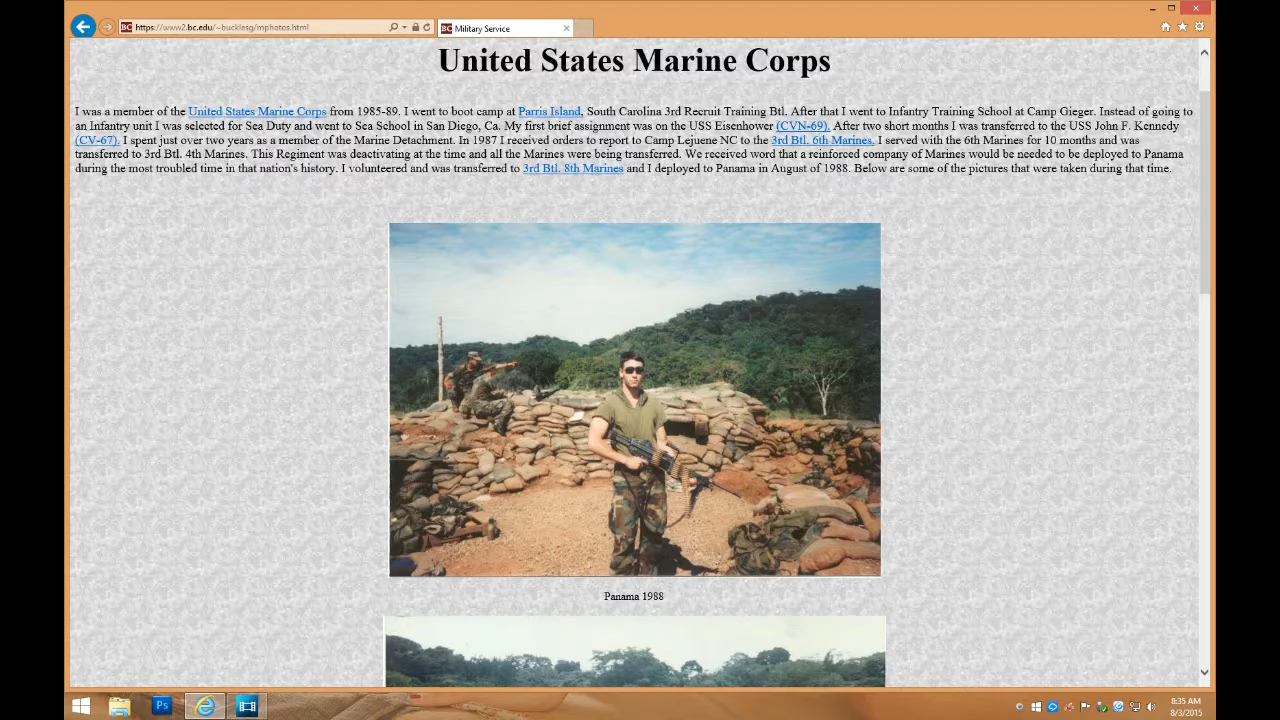 https://www2.bc.edu/~bucklesg/mphotos.html
BC Military Service
United States Marine Corps
I was a member of the United States Marine Corps from 1985-89. I went to boot camp at Parris Island, South Carolina 3rd Recruit Training Btl. After that I went to Infantry Training School at Camp Gieger. Instead of going to
an Infantry unit I was selected for Sea Duty and went to Sea School in San Diego, Ca. My first brief assignment was on the USS Eisenhower (CVN-69). After two short months I was transferred to the USS John F. Kennedy
(CV-67). I spent just over two years as a member of the Marine Detachment. In 1987 I received orders to report to Camp Lejuene NC to the 3rd Btl. 6th Marines. I served with the 6th Marines for 10 months and was
transferred to 3rd Btl. 4th Marines. This Regiment was deactivating at the time and all the Marines were being transferred. We received word that a reinforced company of Marines would be needed to be deployed to Panama
during the most troubled time in that nation's history. I volunteered and was transferred to 3rd Btl. 8th Marines and I deployed to Panama in August of 1988. Below are some of the pictures that were taken during that time.
Panama 1988
Ps
8:35 AM
8/3/2015